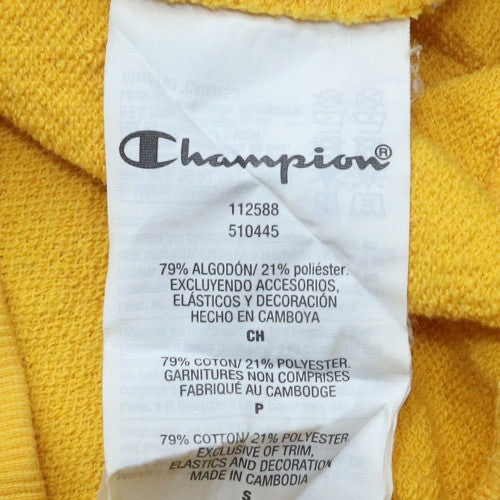 Champion®
112588
510445
79% ALGODÓN/ 21% poliéster.
EXCLUYENDO ACCESORIOS,
ELÁSTICOS Y DECORACIÓN
HECHO EN CAMBOYA
CH
79% COTON/ 21% POLYESTER.
GARNITURES NON COMPRISES
FABRIQUÉ AU CAMBODGE
P
79% COTTON/ 21% POLYESTER
EXCLUSIVE OF TRIM,
ELASTICS AND DECORATION
MADE IN CAMBODIA
S